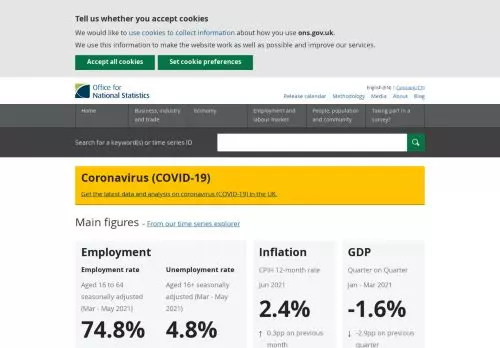 Tell us whether you accept cookies
We would like to use cookies to collect information about how you use ons.gov.uk.
We use this information to make the website work as well as possible and improve our services.
Accept all cookies Set cookie preferences
Office for
National Statistics
English (EN) | Cymraeg (CY)
Release calendar Methodology Media About Blog
Home Business, industry and trade Economy Employment and labour market People, population and community Taking part in a survey?
Search for a keyword(s) or time series ID
Coronavirus (COVID-19)
Get the latest data and analysis on coronavirus (COVID-19) in the UK.
Main figures - From our time series explorer
Employment
Employment rate
Aged 16 to 64
seasonally adjusted
(Mar - May
2021)
74.8%
Unemployment rate
Aged 16+ seasonally
adjusted (Mar - May
2021)
4.8%
Inflation
CPIH 12-month rate
Jun 2021
2.4%
↑ 0.3pp on previous
month
GDP
Quarter on Quarter
Jan - Mar 2021
-1.6%
↓ -2.9pp on previous
quarter